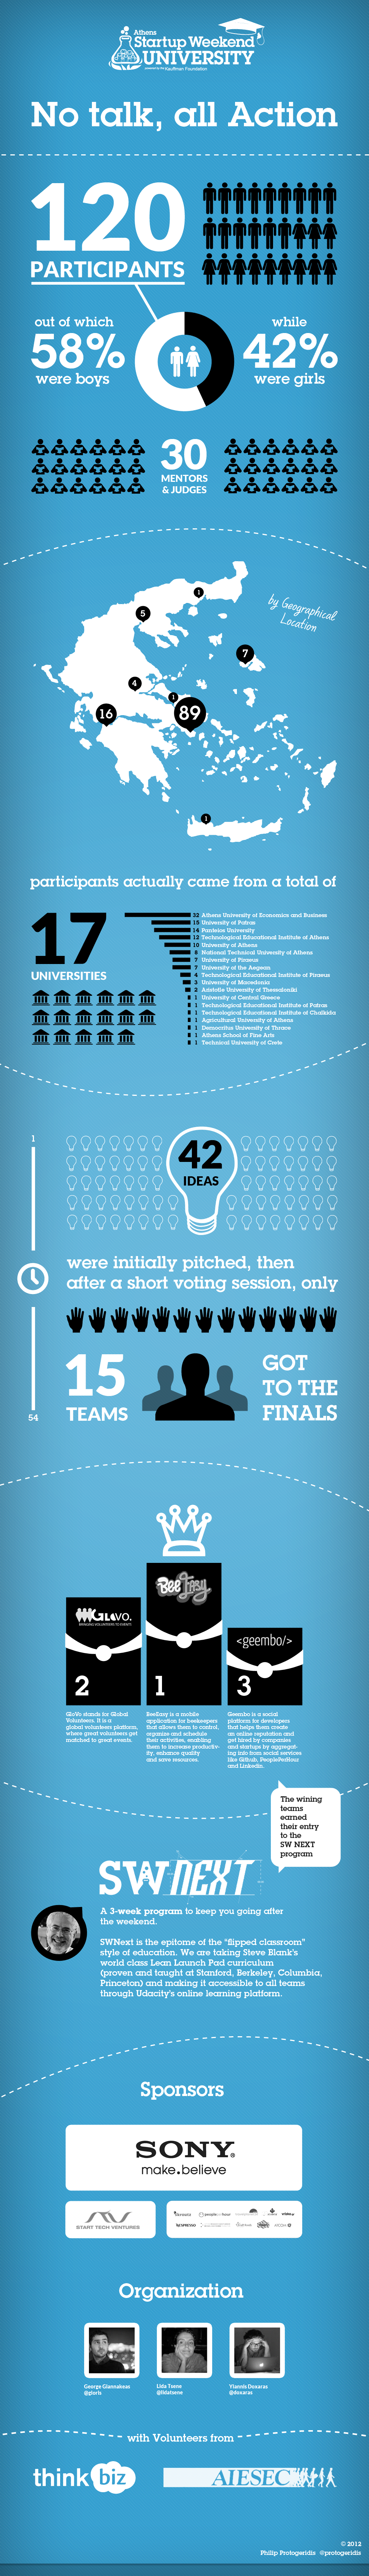 Athens
Startup Weekend
UNIVERSITY
Kauffman Foundation
No talk, all Action
120
PARTICIPANTS
out of which
58%
were boys
while
42%
were girls
30
MENTORS
& JUDGES
by Geographical
Location
1
5
7
4
1
16
89
1
participants actually came from a total of
17
UNIVERSITIES
32 Athens University of Economics and Business
University of Patras
14 Panteion University
12 Technological Educational Institute of Athens
10 University of Athens
National Technical University of Athens
University of Piraeus
7 University of the Aegean
4 Technological Educational Institute of Piraeus
University of Macedonia
2 Aristotle University of Thessaloniki
1 University of Central Greece
1 Technological Educational Institute of Patras
1 Technological Educational Institute of Chalkida
1 Agricultural University of Athens
1 Democritus University of Thrace
1 Athens School of Fine Arts
1 Technical University of Crete
1
42
IDEAS
were initially pitched, then
after a short voting session, only
15
TEAMS
GOT
TO THE
FINALS
54
GLOVO.
BRINGING VOLUNTEERS TO EVENTS
2
BeeEasy
1
<geembo/>
3
GloVo stands for Global
Volunteers. It is a
global volunteers platform,
where great volunteers get
matched to great events.
BeeEasy is a mobile
application for beekeepers
that allows them to control,
organize and schedule
their activities, enabling
them to increase productiv-
ity, enhance quality
and save resources.
Geembo is a social
platform for developers
that helps them create
an online reputation and
get hired by companies
and startups by aggregat-
ing info from social services
like Github, PeoplePerHour
and Linkedin.
The wining
teams
earned
their entry
to the
SW NEXT
program
SWNEXT
A 3-week program to keep you going after
the weekend.
SWNext is the epitome of the "flipped classroom"
style of education. We are taking Steve Blank's
world class Lean Launch Pad curriculum
(proven and taught at Stanford, Berkeley, Columbia,
Princeton) and making it accessible to all teams
through Udacity's online learning platform.
Sponsors
SONY
make.believe
START TECH VENTURES
NESPRESSO
Organization
George Giannakeas
@gloris
Lida Tsene
@lidatsene
Yiannis Doxaras
@doxaras
with Volunteers from
think biz
AIESEC
© 2012
Philip Protogeridis @protogeridis